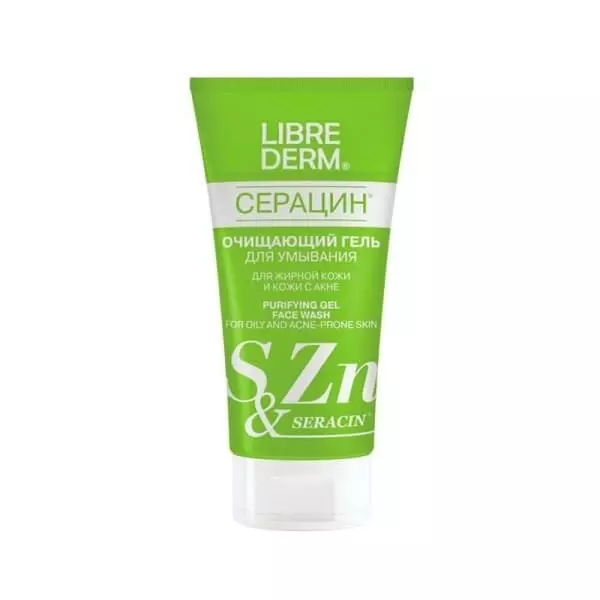 LIBRE
DERM®
СЕРАЦИН®
ОЧИЩАЮЩИЙ ГЕЛЬ
ДЛЯ УМЫВАНИЯ
ДЛЯ ЖИРНОЙ КОЖИ
И КОЖИ С АКНЕ
PURIFYING GEL
FACE WASH
FOR OILY AND ACNE-PRONE SKIN
S & Zn
SERACIN